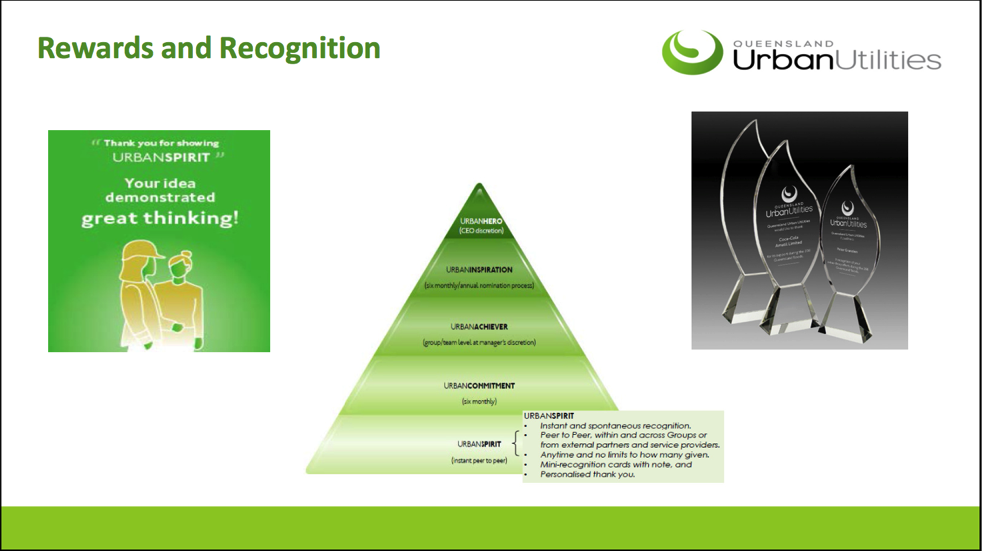 Rewards and Recognition
QUEENSLAND
UrbanUtilities
“ Thank you for showing
URBANSPIRIT ”
Your idea
demonstrated
great thinking!
URBANHERO
(CEO discretion)
URBANINSPIRATION
(six monthly/annual nomination process)
URBANACHIEVER
(group/team level at manager's discretion)
URBANCOMMITMENT
(six monthly)
URBANSPIRIT
(instant peer to peer)
URBANSPIRIT
• Instant and spontaneous recognition.
• Peer to Peer, within and across Groups or
from external partners and service providers.
• Anytime and no limits to how many given.
• Mini-recognition cards with note, and
• Personalised thank you.
QUEENSLAND
UrbanUtilities
Coca-Cola
Amatil Limited
QUEENSLAND
UrbanUtilities